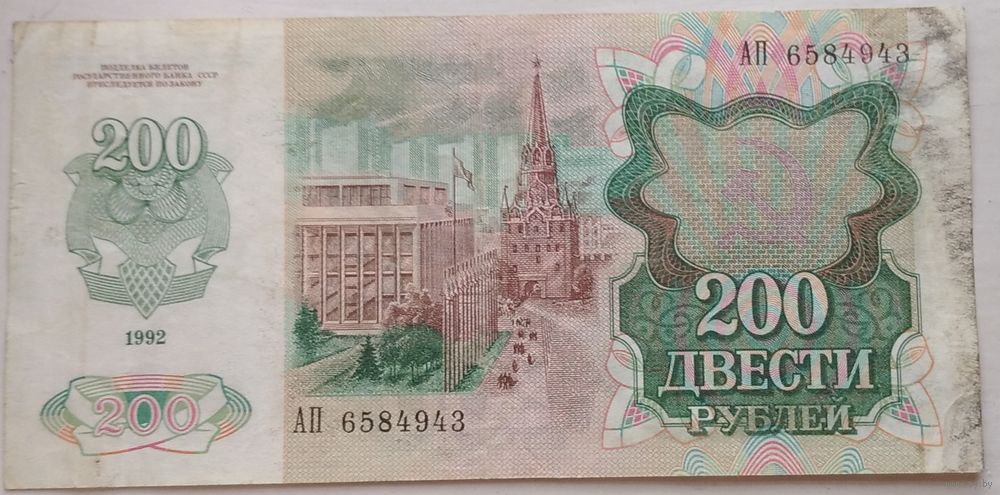 ПОДДЕЛКА БИЛЕТОВ
ГОСУДАРСТВЕННОГО БАНКА СССР
ПРЕСЛЕДУЕТСЯ ПО ЗАКОНУ
200
1992
200
АП 6584943
АП 6584943
200
ДВЕСТИ
РУБЛЕЙ